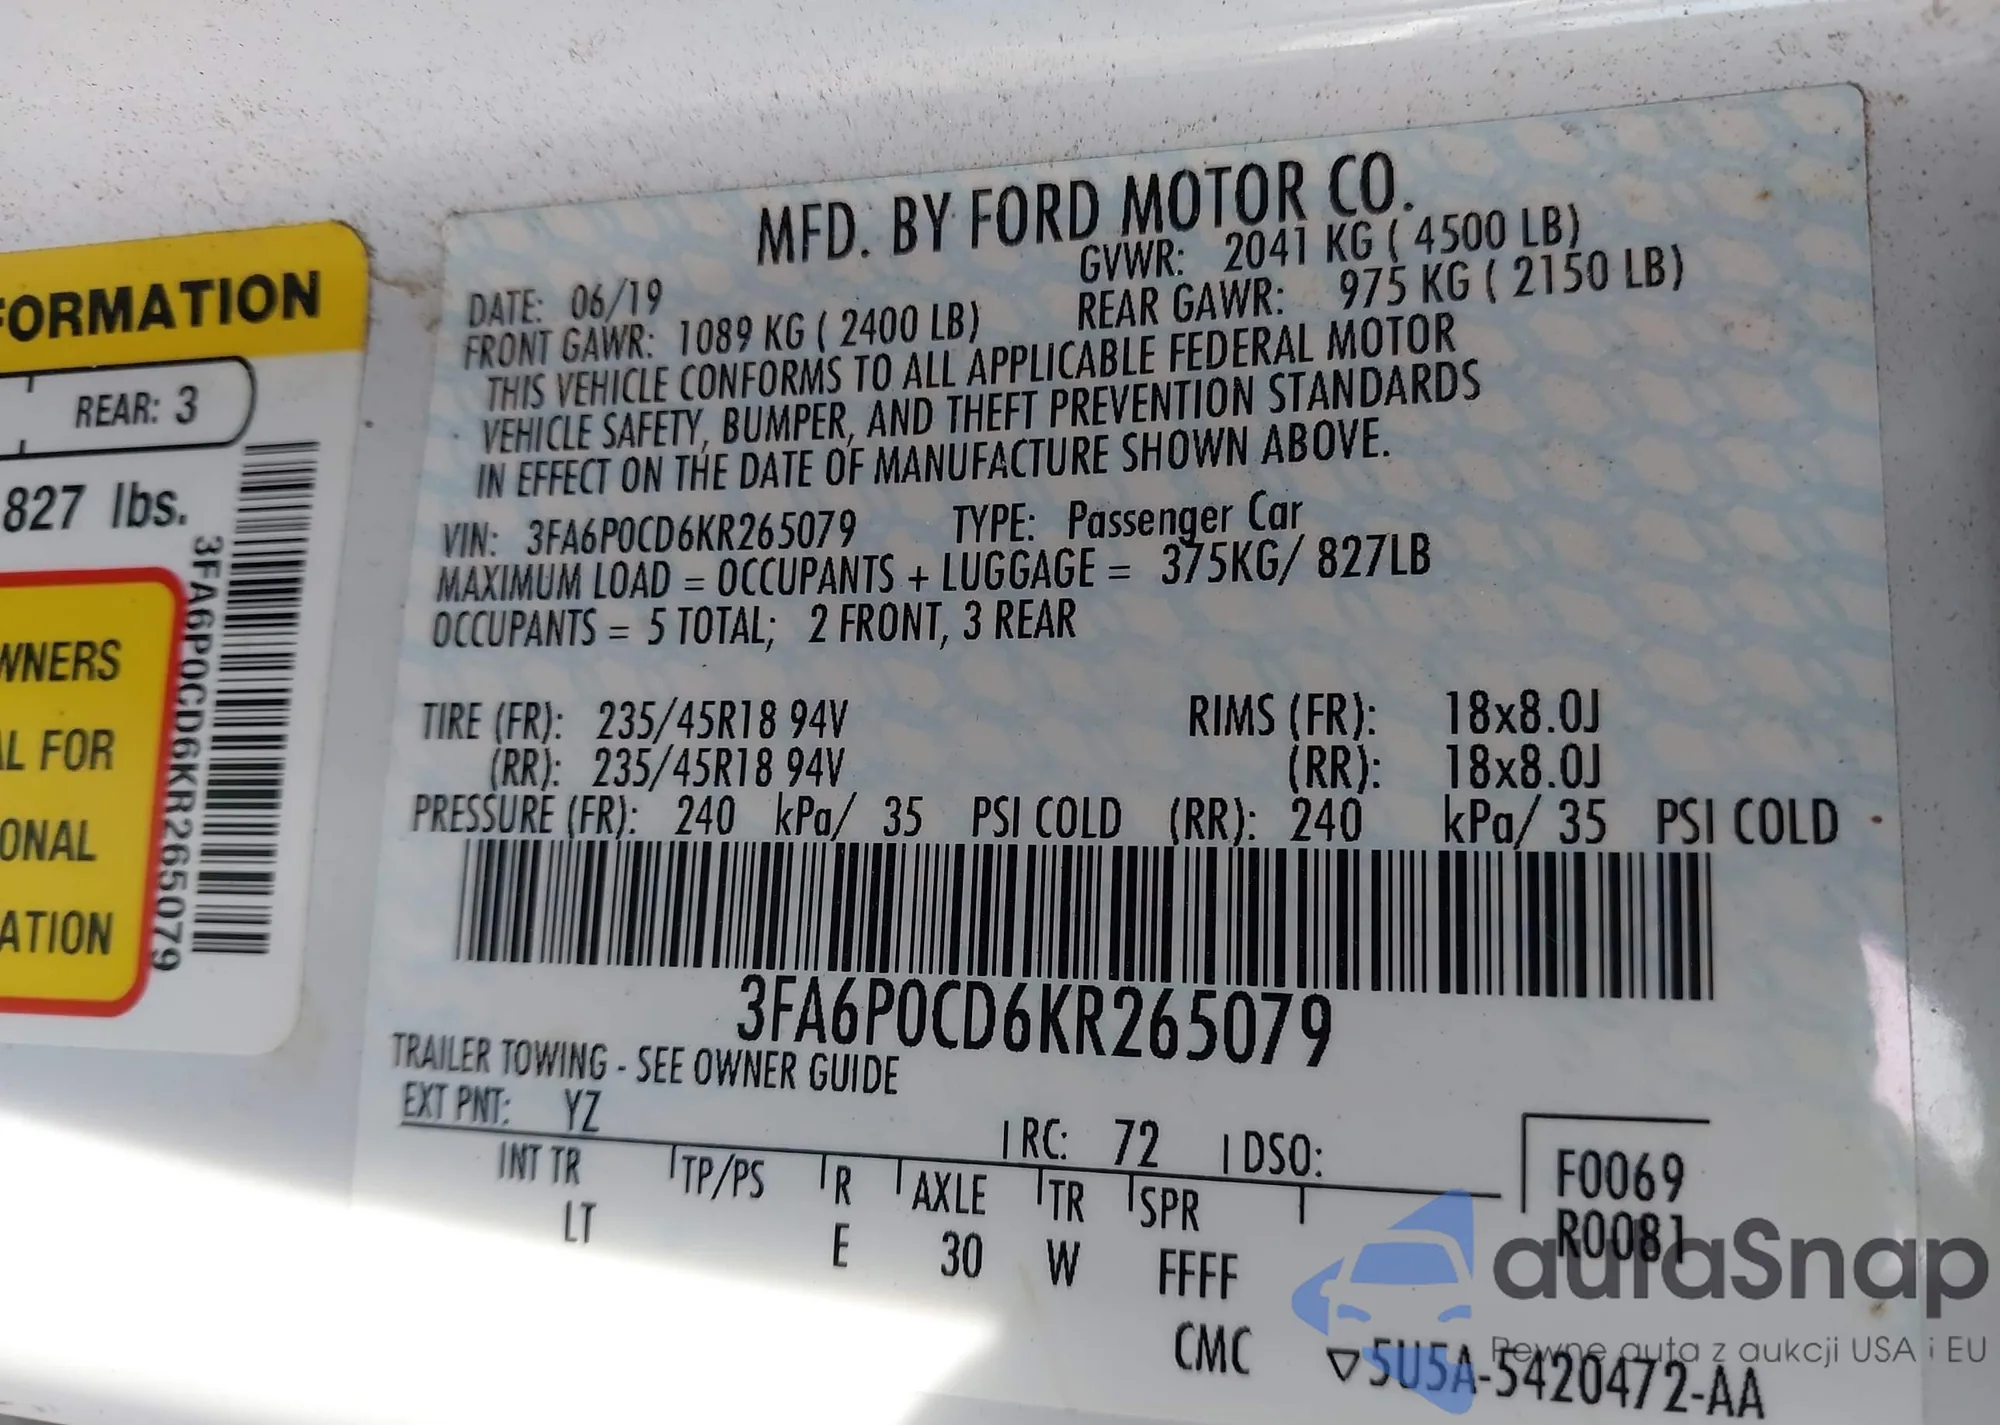 FORMATION
REAR: 3
827 lbs.
WNERS
AL FOR
ONAL
ATION
3FA6P0CD6KR265079
MFD. BY FORD MOTOR CO.
DATE: 06/19 GVWR: 2041 KG ( 4500 LB)
FRONT GAWR: 1089 KG ( 2400 LB) REAR GAWR: 975 KG ( 2150 LB)
THIS VEHICLE CONFORMS TO ALL APPLICABLE FEDERAL MOTOR
VEHICLE SAFETY, BUMPER, AND THEFT PREVENTION STANDARDS
IN EFFECT ON THE DATE OF MANUFACTURE SHOWN ABOVE.
VIN: 3FA6P0CD6KR265079 TYPE: Passenger Car
MAXIMUM LOAD = OCCUPANTS + LUGGAGE = 375KG/ 827LB
OCCUPANTS = 5 TOTAL; 2 FRONT, 3 REAR
TIRE (FR): 235/45R18 94V RIMS (FR): 18x8.0J
(RR): 235/45R18 94V (RR): 18x8.0J
PRESSURE (FR): 240 kPa/ 35 PSI COLD (RR): 240 kPa/ 35 PSI COLD
3FA6P0CD6KR265079
TRAILER TOWING - SEE OWNER GUIDE
EXT PNT: YZ RC: 72 DSO: F0069
INT TR TP/PS R AXLE TR SPR R0081
LT E 30 W FFFF
CMC ▽5U5A-5420472-AA
autaSnap
Pewne auta z aukcji USA i EU